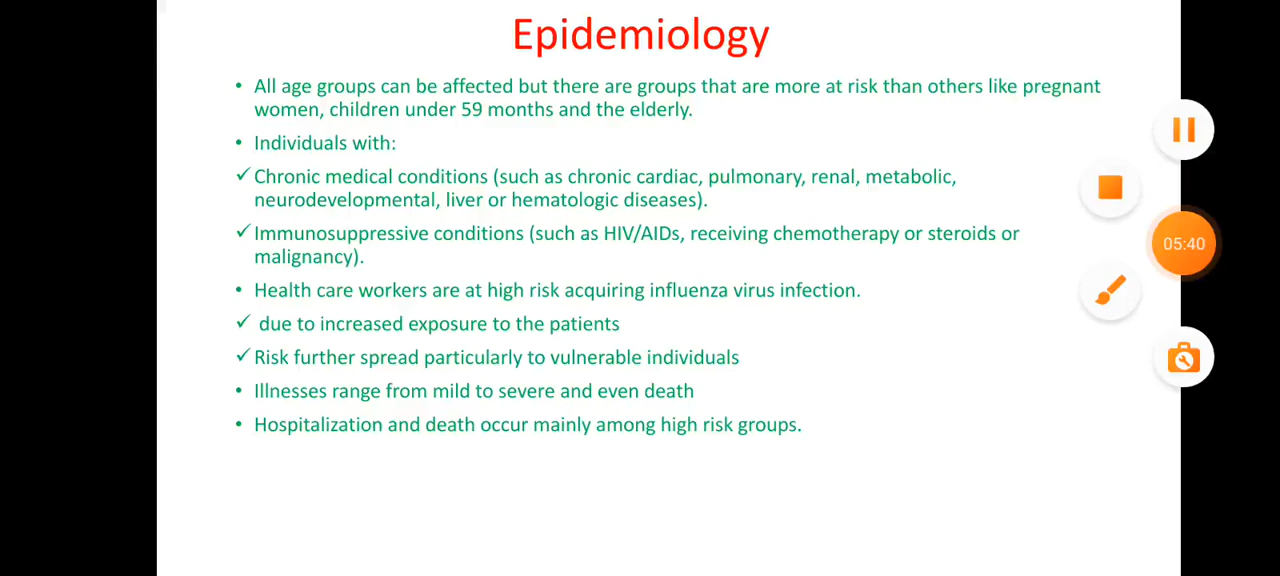 Epidemiology
• All age groups can be affected but there are groups that are more at risk than others like pregnant
women, children under 59 months and the elderly.
• Individuals with:
✓ Chronic medical conditions (such as chronic cardiac, pulmonary, renal, metabolic,
neurodevelopmental, liver or hematologic diseases).
✓ Immunosuppressive conditions (such as HIV/AIDs, receiving chemotherapy or steroids or
malignancy).
• Health care workers are at high risk acquiring influenza virus infection.
✓ due to increased exposure to the patients
✓ Risk further spread particularly to vulnerable individuals
• Illnesses range from mild to severe and even death
• Hospitalization and death occur mainly among high risk groups.
05:40